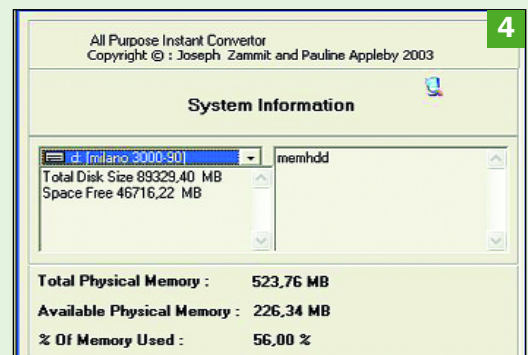 4
All Purpose Instant Convertor
Copyright © : Joseph Zammit and Pauline Appleby 2003
System Information
d: [milano 3000-90]
memhdd
Total Disk Size 89329,40 MB
Space Free 46716,22 MB
Total Physical Memory : 523,76 MB
Available Physical Memory : 226,34 MB
% Of Memory Used : 56,00 %